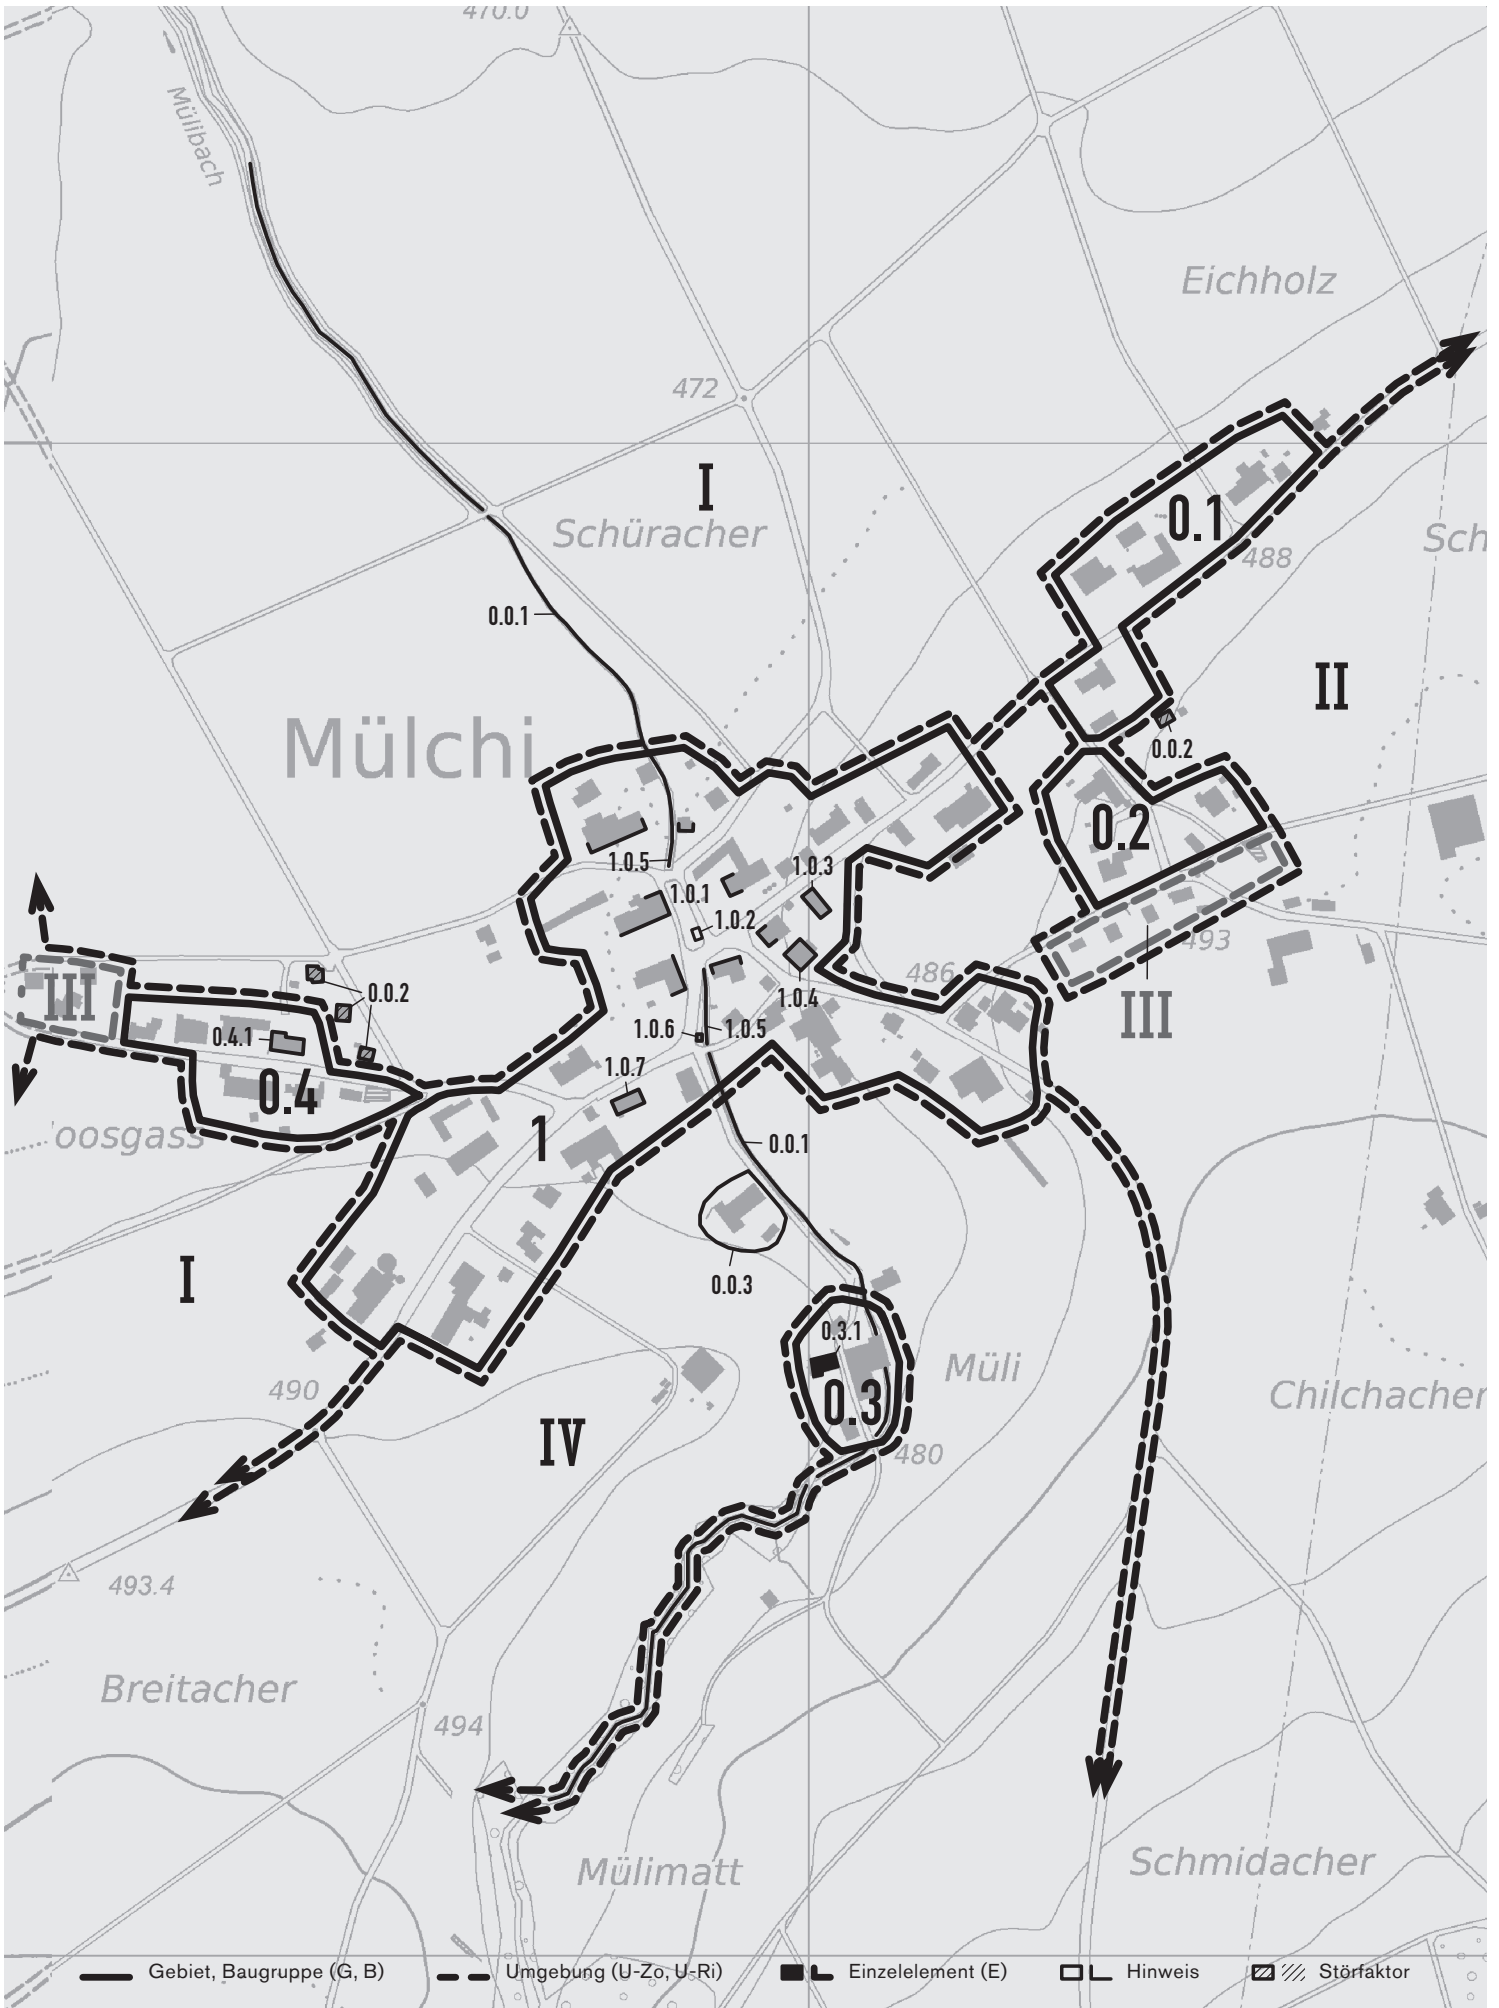 470.0
Mülibach
Eichholz
472
I
Schüracher
0.1
Sch
488
0.0.1
II
Mülchi
0.0.2
0.2
1.0.5
1.0.3
1.0.1
1.0.2
493
486
III
0.0.2
1.0.4
III
0.4.1
1.0.6
1.0.5
1.0.7
0.4
oosgass
1
0.0.1
I
0.0.3
0.3.1
Müli
490
Chilchacher
0.3
IV
480
493.4
Breitacher
494
Mülimatt
Schmidacher
Gebiet, Baugruppe (G, B)
Umgebung (U-Zo, U-Ri)
Einzelelement (E)
Hinweis
Störfaktor